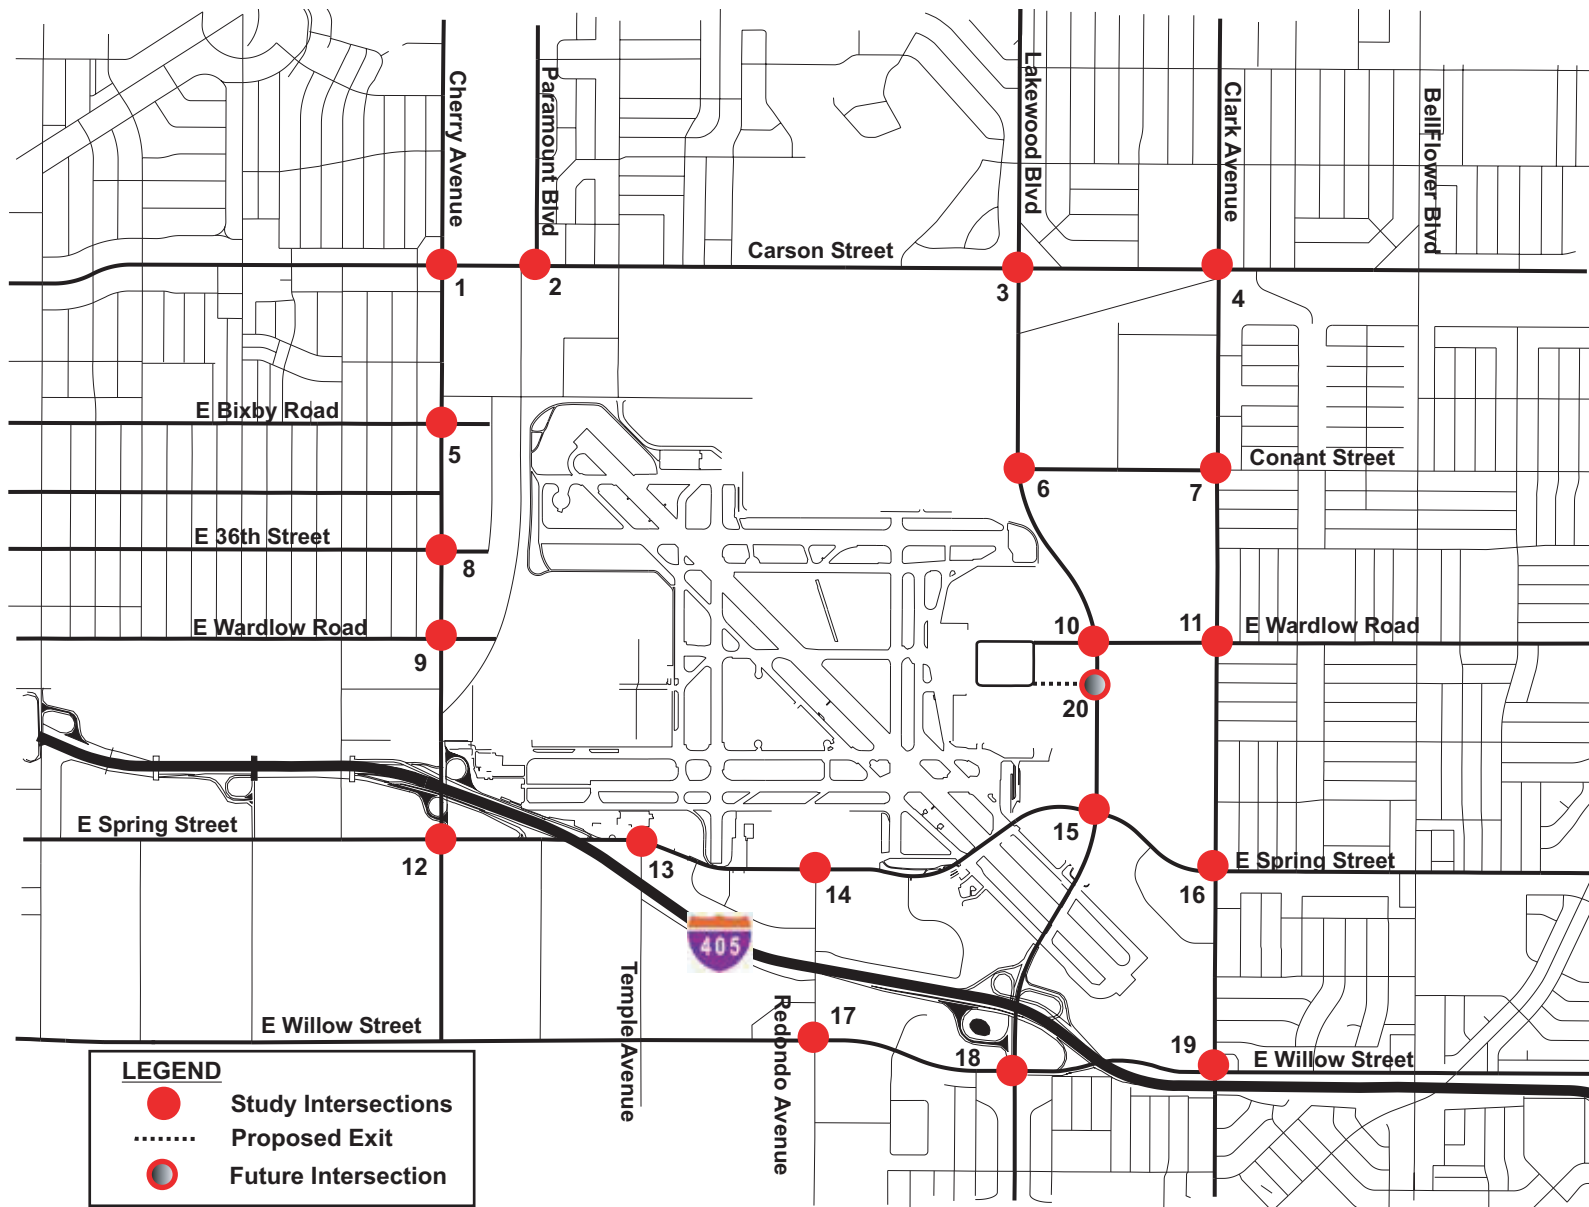 Cherry Avenue
Paramount Blvd
Lakewood Blvd
Clark Avenue
BellFlower Blvd
Carson Street
1
2
3
4
E Bixby Road
5
Conant Street
6
7
E 36th Street
8
E Wardlow Road
9
10
11
E Wardlow Road
20
E Spring Street
12
13
14
15
16
E Spring Street
405
Temple Avenue
Redondo Avenue
E Willow Street
17
18
19
E Willow Street
LEGEND
Study Intersections
Proposed Exit
Future Intersection